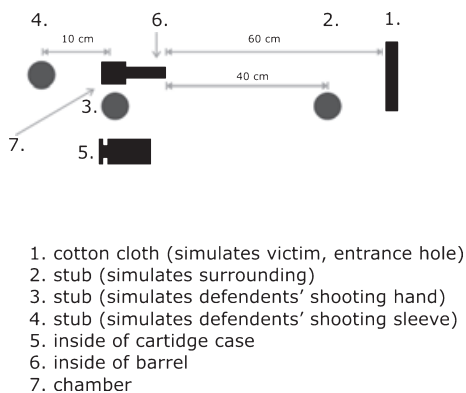 4.
6.
2.
1.
10 cm
60 cm
40 cm
3.
7.
5.
1. cotton cloth (simulates victim, entrance hole)
2. stub (simulates surrounding)
3. stub (simulates defendents' shooting hand)
4. stub (simulates defendents' shooting sleeve)
5. inside of cartidge case
6. inside of barrel
7. chamber